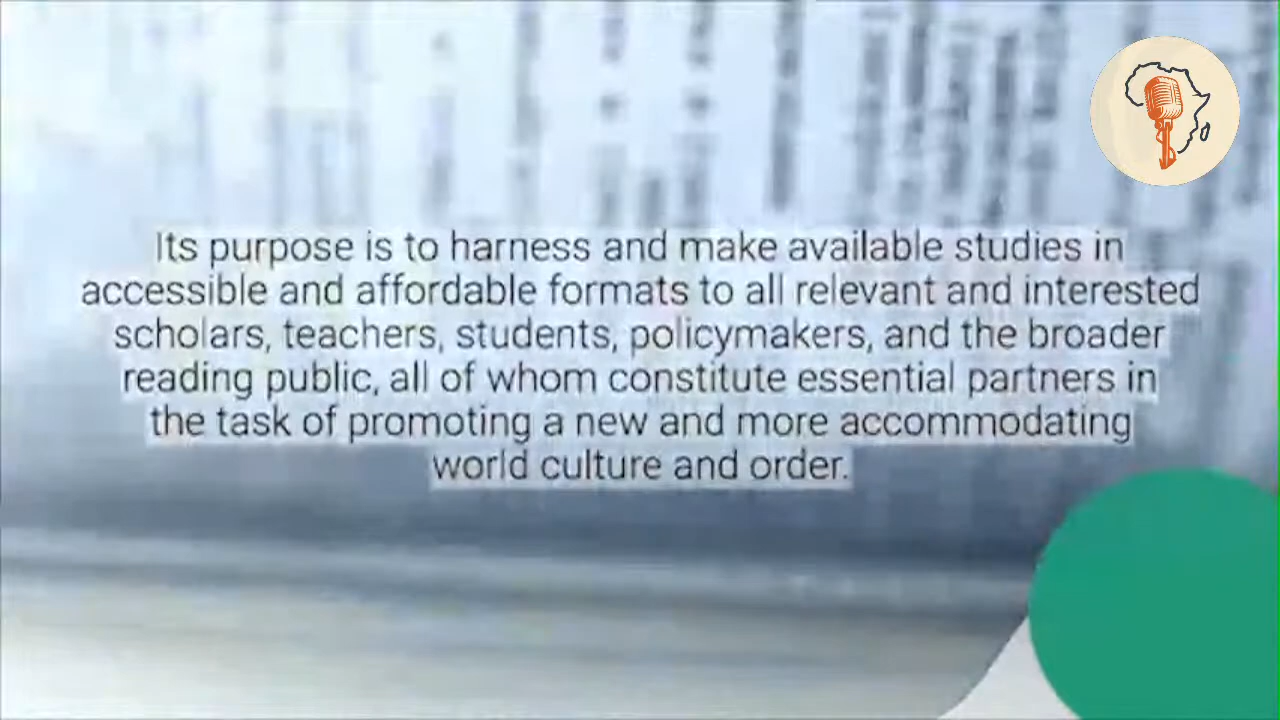 Its purpose is to harness and make available studies in
accessible and affordable formats to all relevant and interested
scholars, teachers, students, policymakers, and the broader
reading public, all of whom constitute essential partners in
the task of promoting a new and more accommodating
world culture and order.